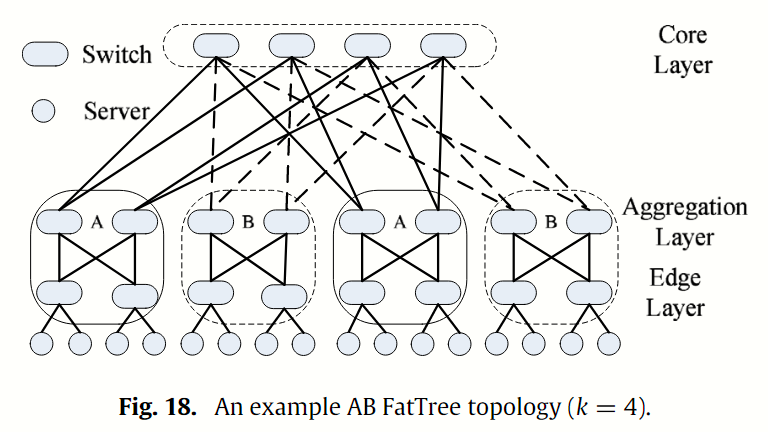 Switch
Server
Core
Layer
A
B
A
B
Aggregation
Layer
Edge
Layer
Fig. 18. An example AB FatTree topology (k = 4).